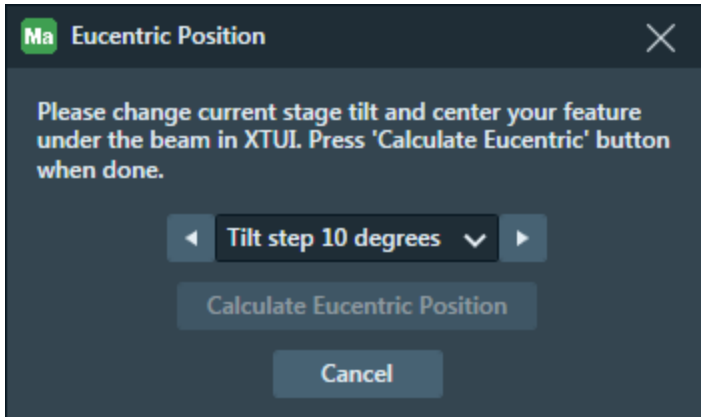 Ma Eucentric Position
Please change current stage tilt and center your feature
under the beam in XTUI. Press 'Calculate Eucentric' button
when done.
Tilt step 10 degrees
Calculate Eucentric Position
Cancel